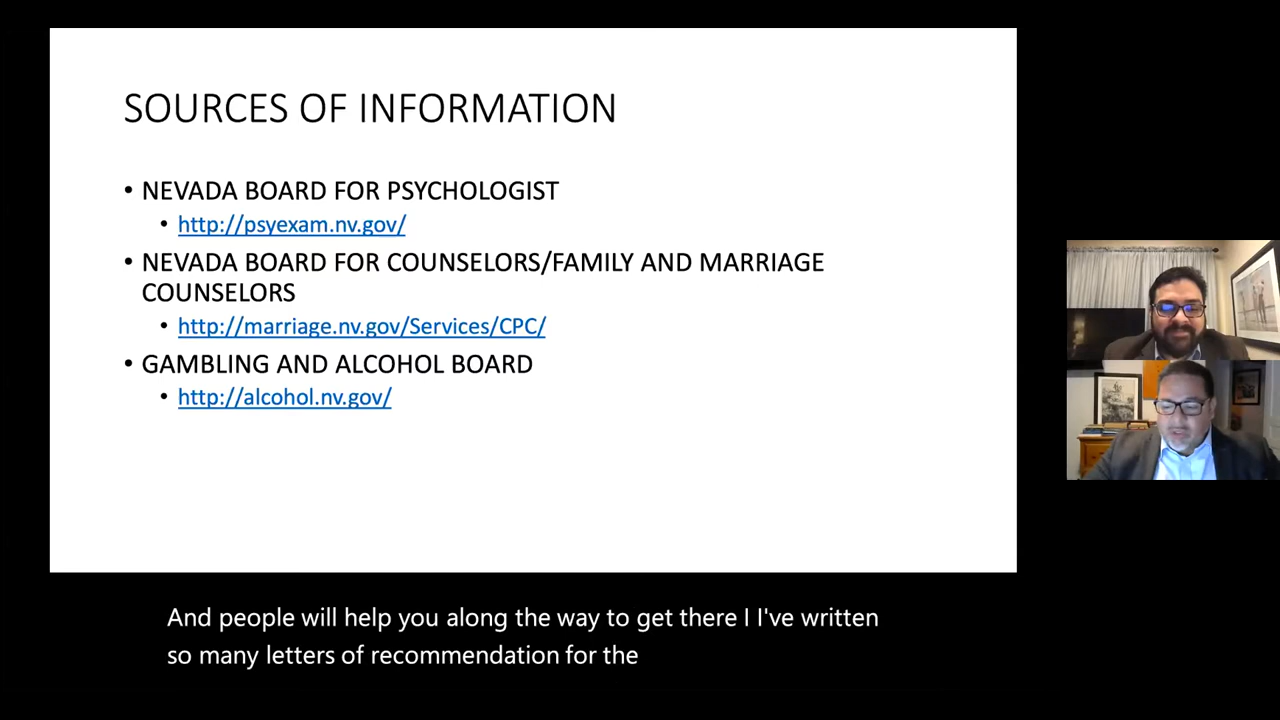 SOURCES OF INFORMATION
• NEVADA BOARD FOR PSYCHOLOGIST
• http://psyexam.nv.gov/
• NEVADA BOARD FOR COUNSELORS/FAMILY AND MARRIAGE
COUNSELORS
• http://marriage.nv.gov/Services/CPC/
• GAMBLING AND ALCOHOL BOARD
• http://alcohol.nv.gov/
And people will help you along the way to get there I I've written
so many letters of recommendation for the